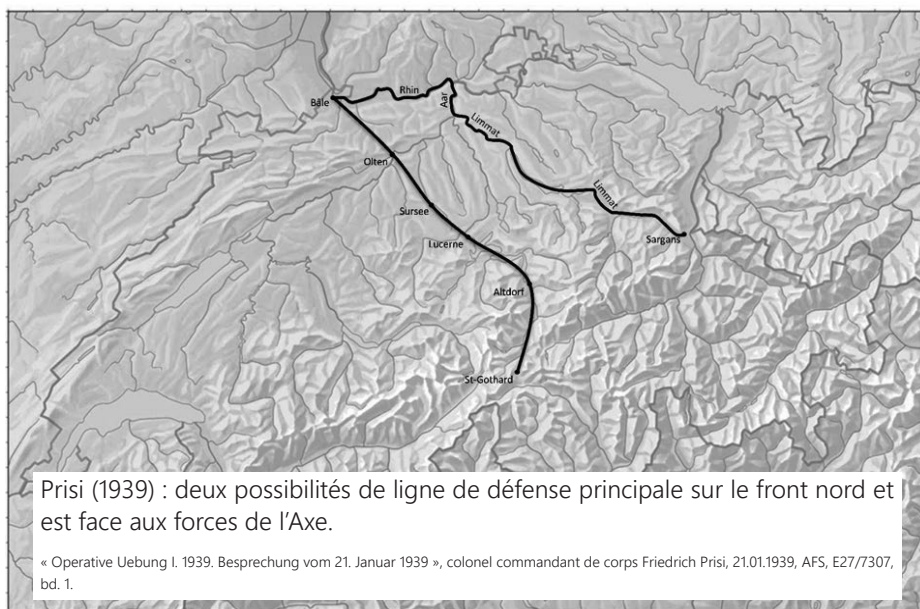 Bâle
Rhin
Aar
Limmat
Olten
Limmat
Sursee
Lucerne
Sargans
Altdorf
St-Gothard
Prisi (1939) : deux possibilités de ligne de défense principale sur le front nord et
est face aux forces de l’Axe.
« Operative Uebung I. 1939. Besprechung vom 21. Januar 1939 », colonel commandant de corps Friedrich Prisi, 21.01.1939, AFS, E27/7307,
bd. 1.